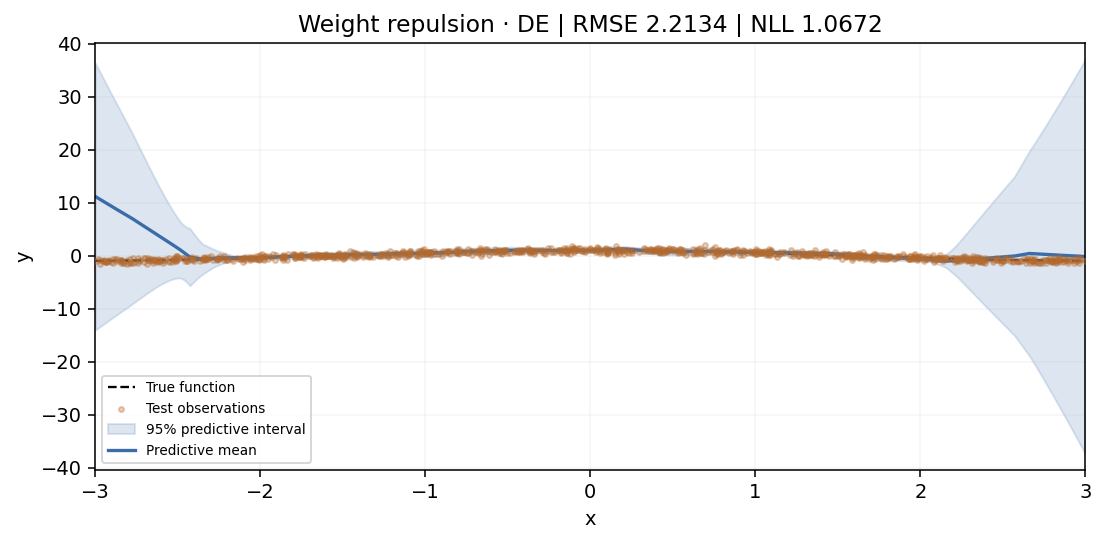 Weight repulsion · DE | RMSE 2.2134 | NLL 1.0672
40
30
20
10
0
−10
−20
−30
−40
y
True function
Test observations
95% predictive interval
Predictive mean
−3
−2
−1
0
1
2
3
x